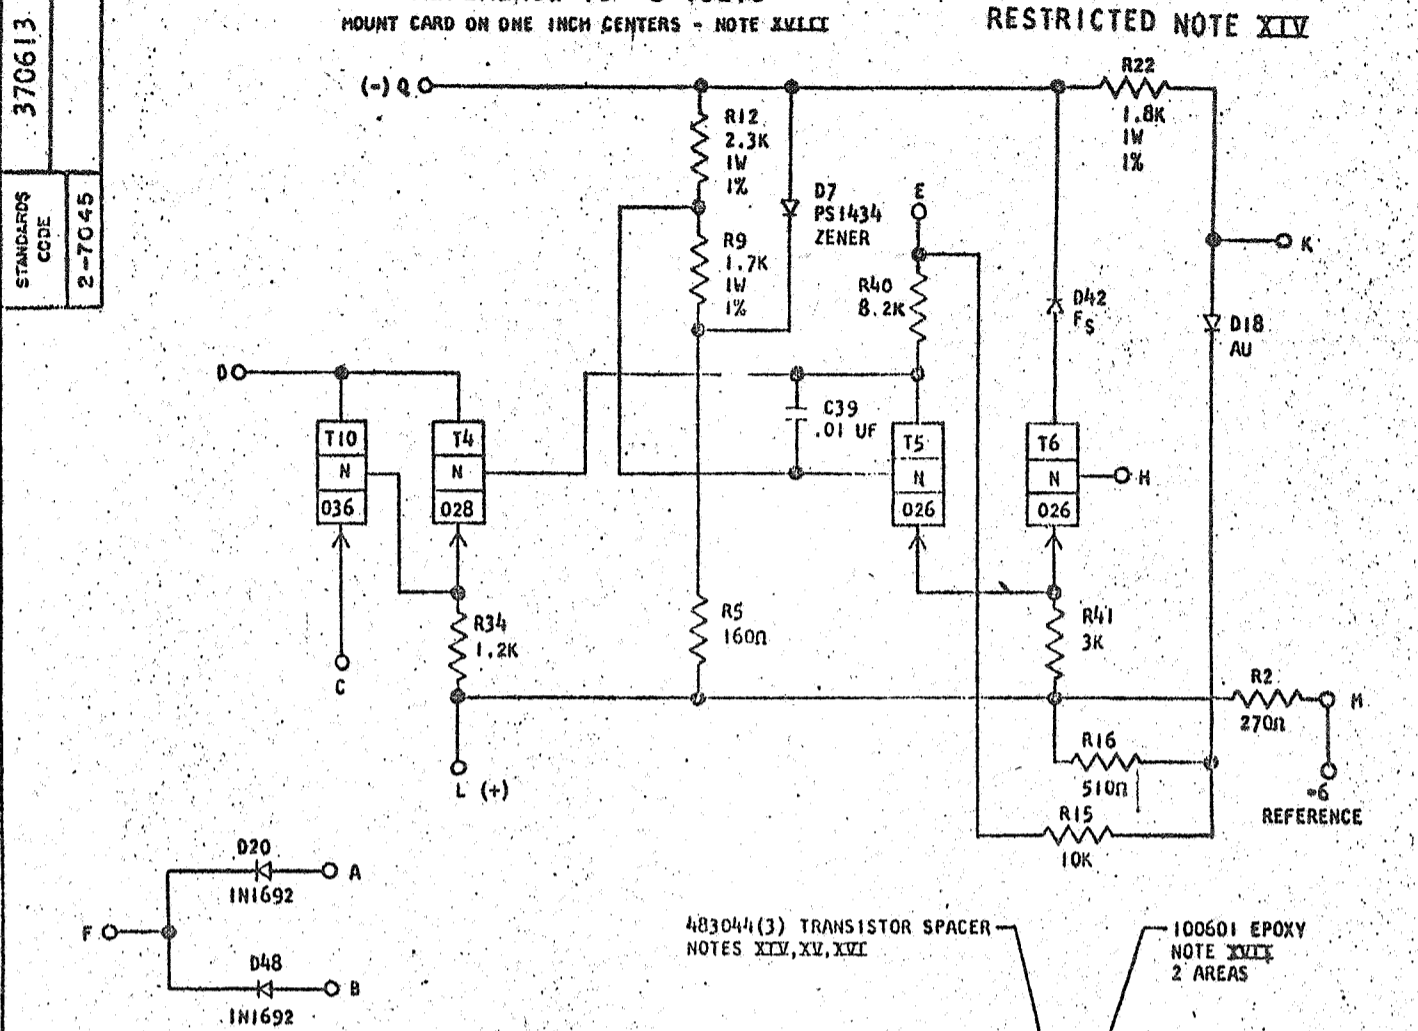 MOUNT CARD ON ONE INCH CENTERS - NOTE XVIII
RESTRICTED NOTE XIV
370613
STANDARDS
CODE
2-7045
(-) Q
R12
2.3K
1W
1%
R22
1.8K
1W
1%
D7
PS1434
ZENER
E
K
R9
1.7K
1W
1%
R40
8.2K
D42
FS
D18
AU
D
C39
.01 UF
T10
N
036
T4
N
028
T5
N
026
T6
N
026
H
R34
1.2K
R5
160Ω
R41
3K
C
R2
270Ω
M
R16
510Ω
L (+)
-6
REFERENCE
R15
10K
D20
1N1692
A
F
D48
1N1692
B
483044(3) TRANSISTOR SPACER
NOTES XIV,XV,XVI
100601 EPOXY
NOTE XVII
2 AREAS